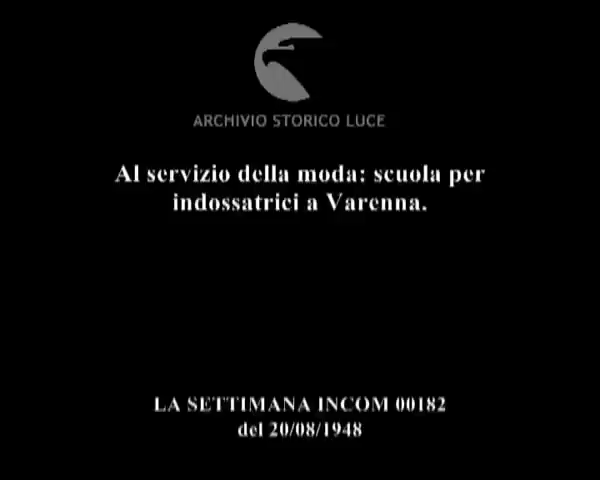 ARCHIVIO STORICO LUCE
Al servizio della moda: scuola per
indossatrici a Varenna.
LA SETTIMANA INCOM 00182
del 20/08/1948